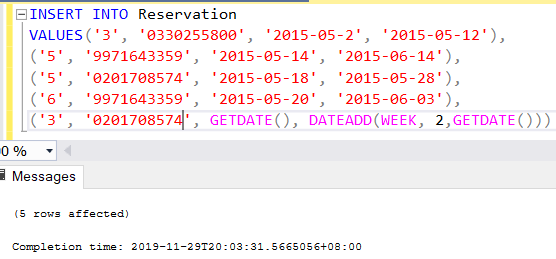 INSERT INTO Reservation
VALUES('3', '0330255800', '2015-05-2', '2015-05-12'),
('5', '9971643359', '2015-05-14', '2015-06-14'),
('5', '0201708574', '2015-05-18', '2015-05-28'),
('6', '9971643359', '2015-05-20', '2015-06-03'),
('3', '0201708574', GETDATE(), DATEADD(WEEK, 2,GETDATE()))
00 %
Messages
(5 rows affected)
Completion time: 2019-11-29T20:03:31.5665056+08:00